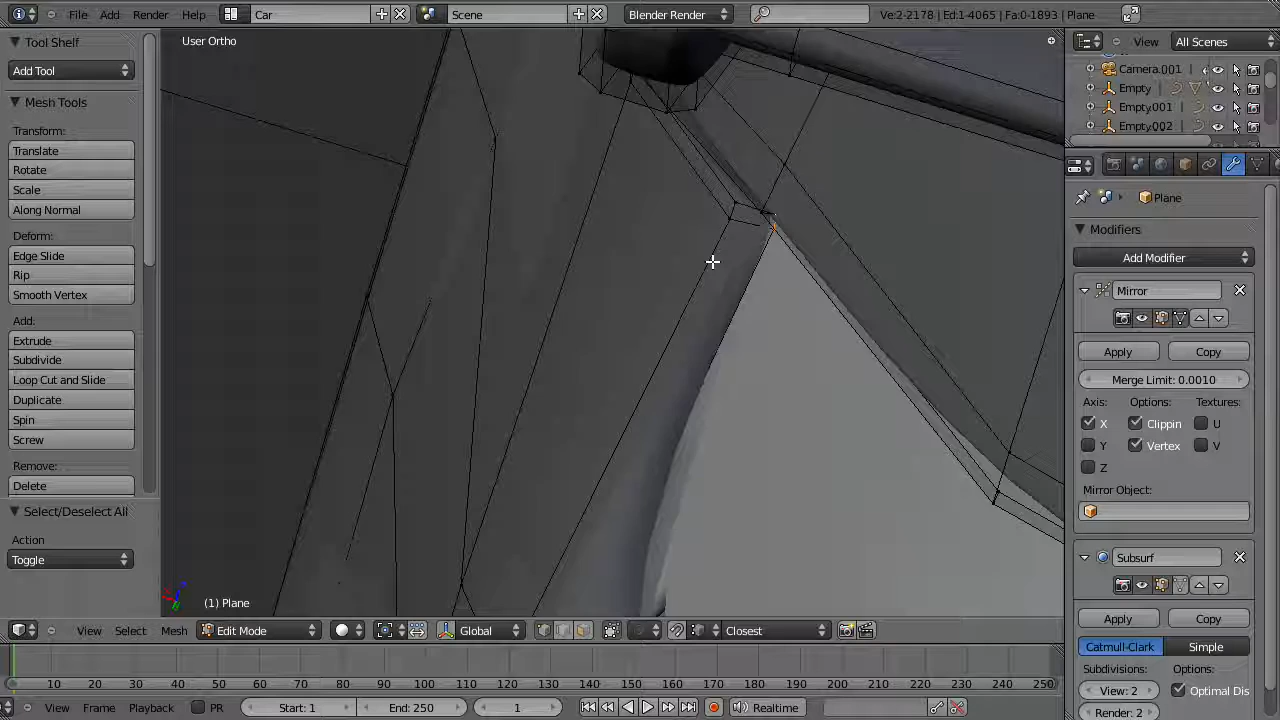 File Add Render Help Car Scene Blender Render Ve:2-2178 | Ed:1-4065 | Fa:0-1893 | Plane
Tool Shelf
Add Tool
Mesh Tools
Transform:
Translate
Rotate
Scale
Along Normal
Deform:
Edge Slide
Rip
Smooth Vertex
Add:
Extrude
Subdivide
Loop Cut and Slide
Duplicate
Spin
Screw
Remove:
Delete
Select/Deselect All
Action
Toggle
User Ortho
(1) Plane
View Select Mesh Edit Mode Global Closest
View All Scenes
Camera.001
Empty
Empty.001
Empty.002
Plane
Modifiers
Add Modifier
Mirror
Apply Copy
Merge Limit: 0.0010
Axis: Options: Textures:
X Clippin U
Y Vertex V
Z
Mirror Object:
Subsurf
Apply Copy
Catmull-Clark Simple
Subdivisions: Options:
View: 2 Optimal Dis
Render: 2
10 20 30 40 50 60 70 80 90 100 110 120 130 140 150 160 170 180 190 200 210 220 230 240 250
View Frame Playback PR Start: 1 End: 250 1 Realtime